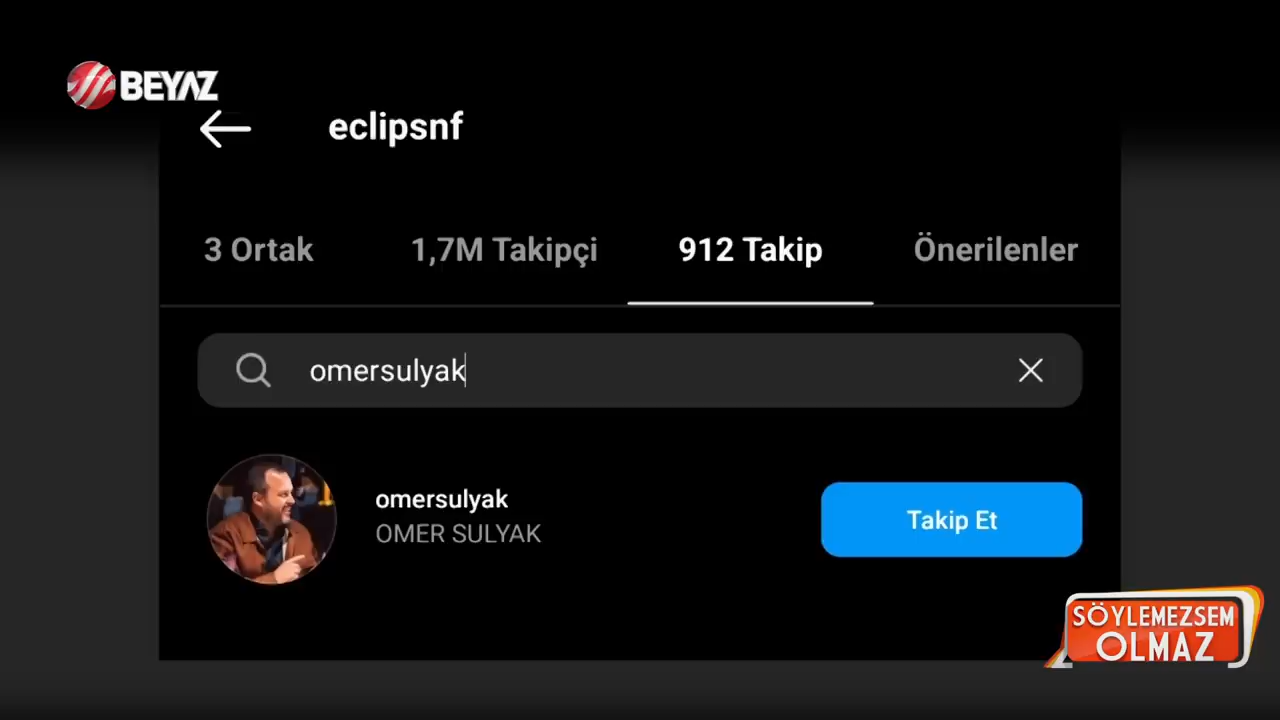 BEYAZ
eclipsnf
3 Ortak 1,7M Takipçi 912 Takip Önerilenler
omersulyak
omersulyak
OMER SULYAK
Takip Et
SÖYLEMEZSEM
OLMAZ